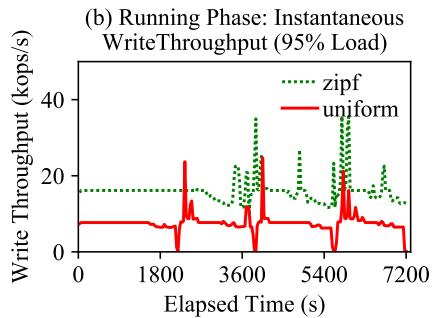 (b) Running Phase: Instantaneous
WriteThroughput (95% Load)
Write Throughput (kops/s)
40
20
0
zipf
uniform
0 1800 3600 5400 7200
Elapsed Time (s)